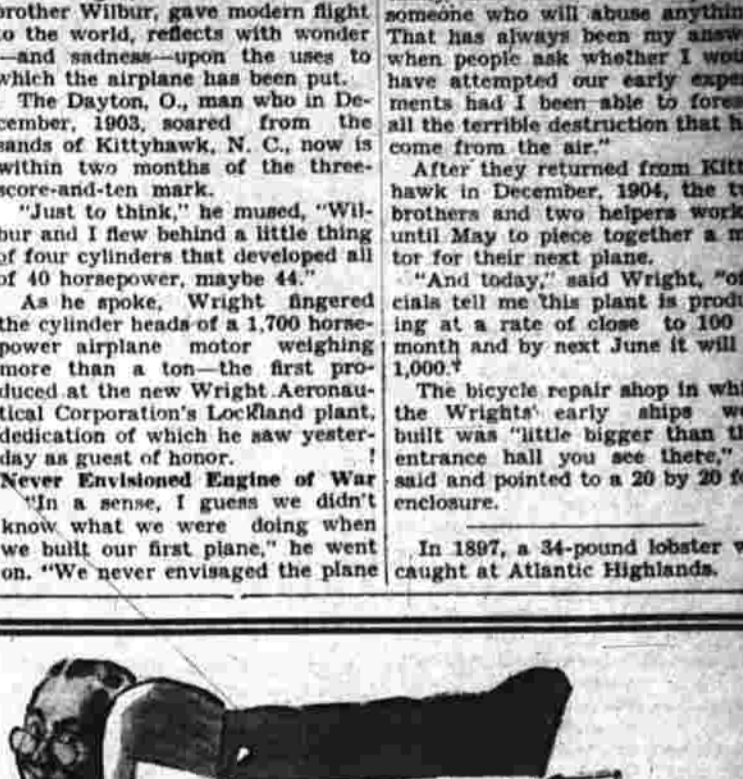 brother Wilbur, gave modern flight
to the world, reflects with wonder
—and sadness—upon the uses to
which the airplane has been put.
The Dayton, O., man who in De-
cember, 1903, soared from the
sands of Kittyhawk, N. C., now is
within two months of the three-
score-and-ten mark.
"Just to think," he mused, "Wil-
bur and I flew behind a little thing
of four cylinders that developed all
of 40 horsepower, maybe 44."
As he spoke, Wright fingered
the cylinder heads of a 1,700 horse-
power airplane motor weighing
more than a ton—the first pro-
duced at the new Wright Aeronau-
tical Corporation's Lockland plant,
dedication of which he saw yester-
day as guest of honor.
Never Envisioned Engine of War
"In a sense, I guess we didn't
know what we were doing when
we built our first plane," he went
on. "We never envisaged the plane
someone who will abuse anythin
That has always been my answ
when people ask whether I wou
have attempted our early exper
ments had I been able to fores
all the terrible destruction that h
come from the air."
After they returned from Kitt
hawk in December, 1904, the tw
brothers and two helpers work
until May to piece together a m
tor for their next plane.
"And today," said Wright, "of
cials tell me this plant is produ
ing at a rate of close to 100
month and by next June it will
1,000."
The bicycle repair shop in whi
the Wrights' early ships we
built was "little bigger than th
entrance hall you see there,"
said and pointed to a 20 by 20 fo
enclosure.
In 1897, a 34-pound lobster w
caught at Atlantic Highlands.